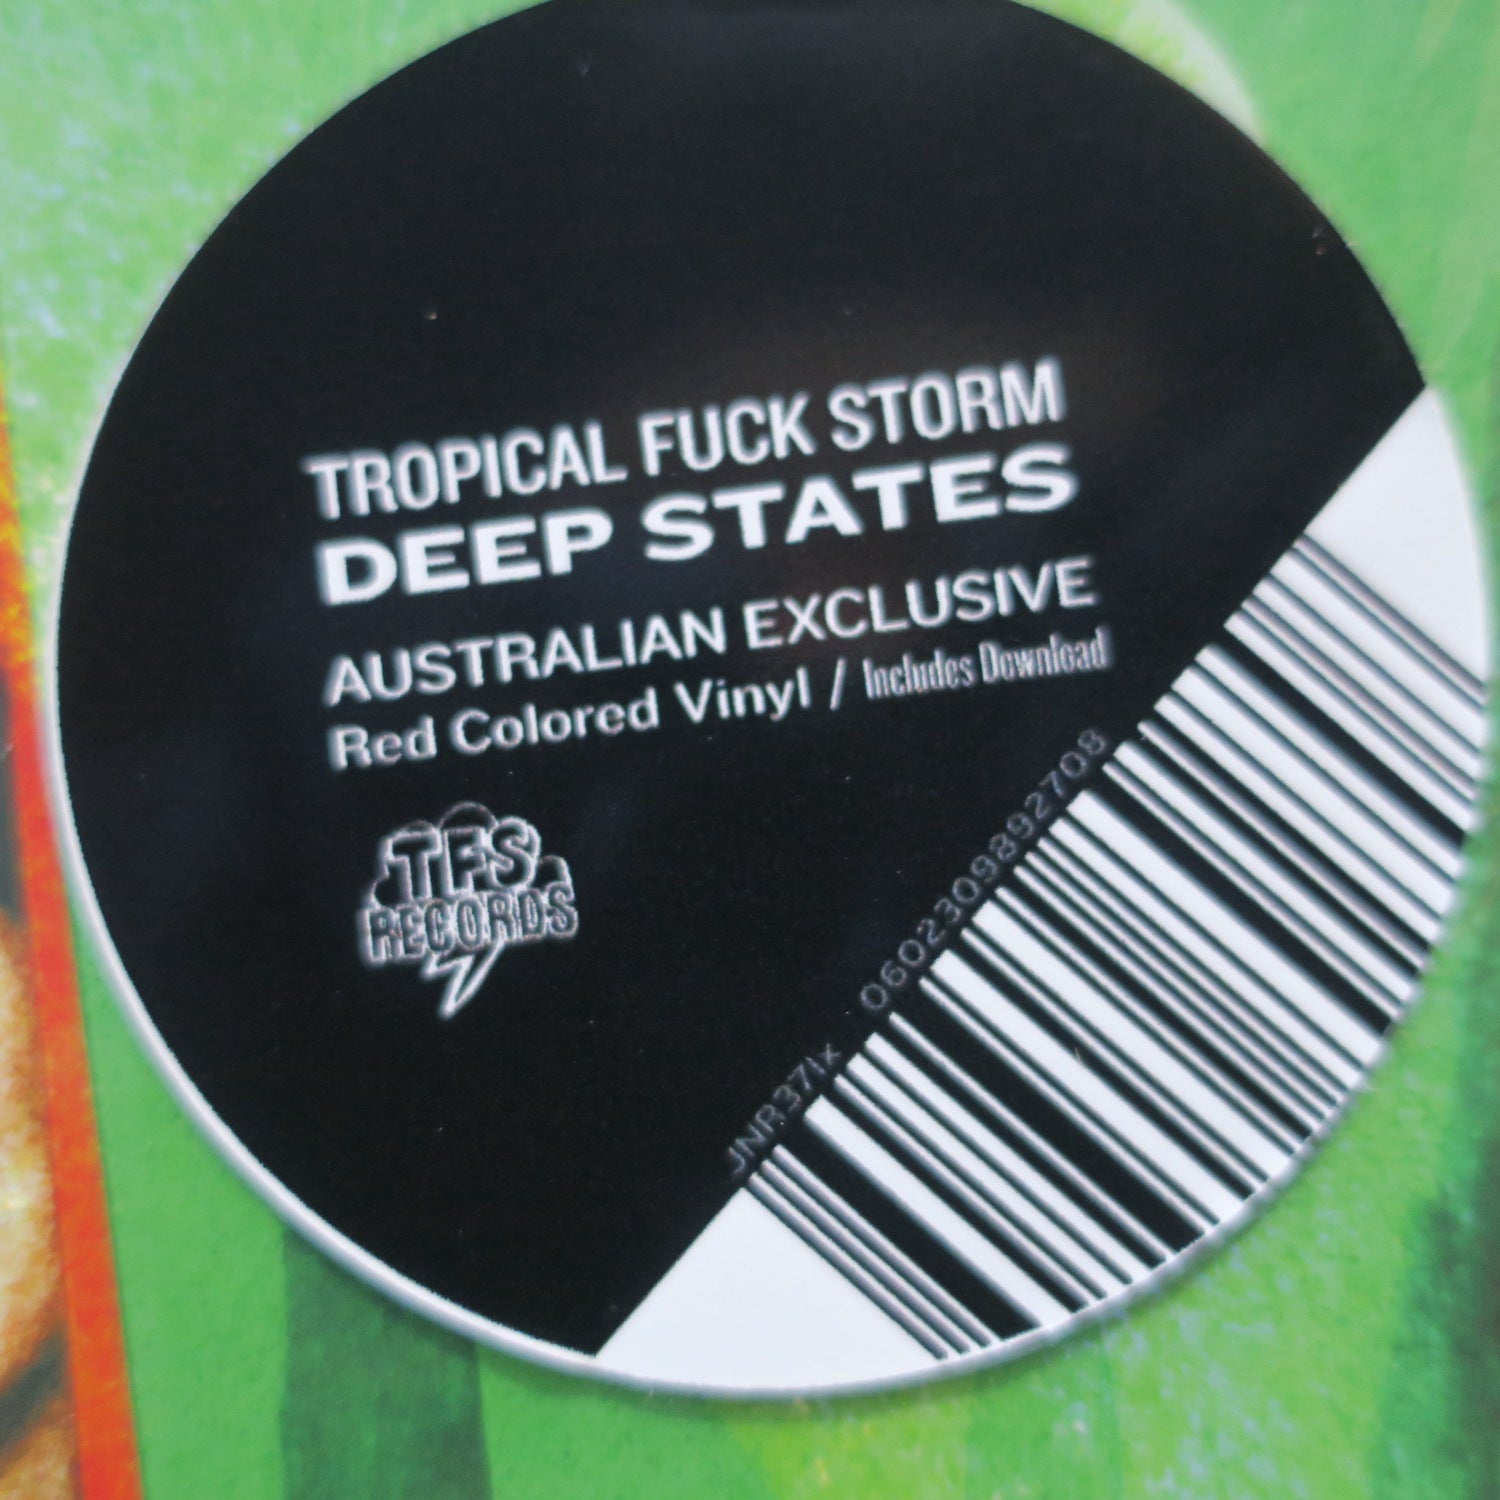 TROPICAL FUCK STORM
DEEP STATES
AUSTRALIAN EXCLUSIVE
Red Colored Vinyl / Includes Download
TFS
RECORDS
JNR371x 0602309892708